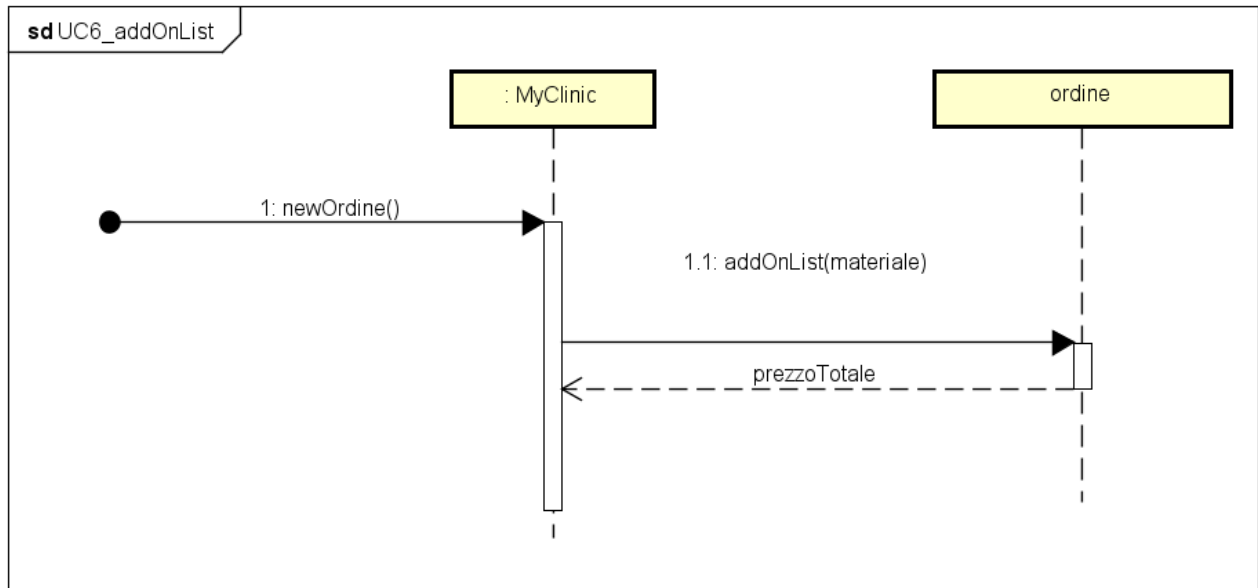 sd UC6_addOnList
: MyClinic
ordine
1: newOrdine()
1.1: addOnList(materiale)
prezzoTotale